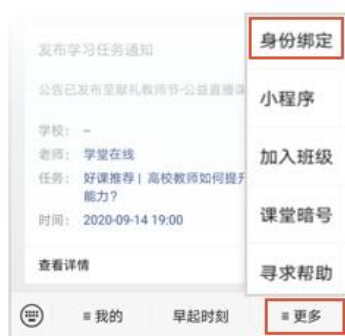 发布学习任务通知
公告已发布至献礼教师节-公益直播课
学校： –
老师： 学堂在线
任务： 好课推荐 | 高校教师如何提升
能力？
时间： 2020-09-14 19:00
查看详情
身份绑定
小程序
加入班级
课堂暗号
寻求帮助
≡ 我的
早起时刻
≡ 更多